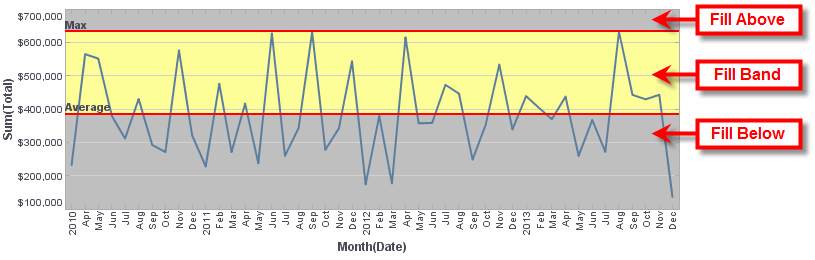 $700,000
Max
Fill Above
$600,000
$500,000
Fill Band
$400,000
Average
Sum(Total)
$300,000
Fill Below
$200,000
$100,000
2010 Apr May Jun Jul Aug Sep Oct Nov Dec 2011 Feb Mar Apr May Jun Jul Aug Sep Oct Nov Dec 2012 Feb Mar Apr May Jun Jul Aug Sep Oct Nov Dec 2013 Feb Mar Apr May Jun Jul Aug Sep Oct Nov Dec
Month(Date)